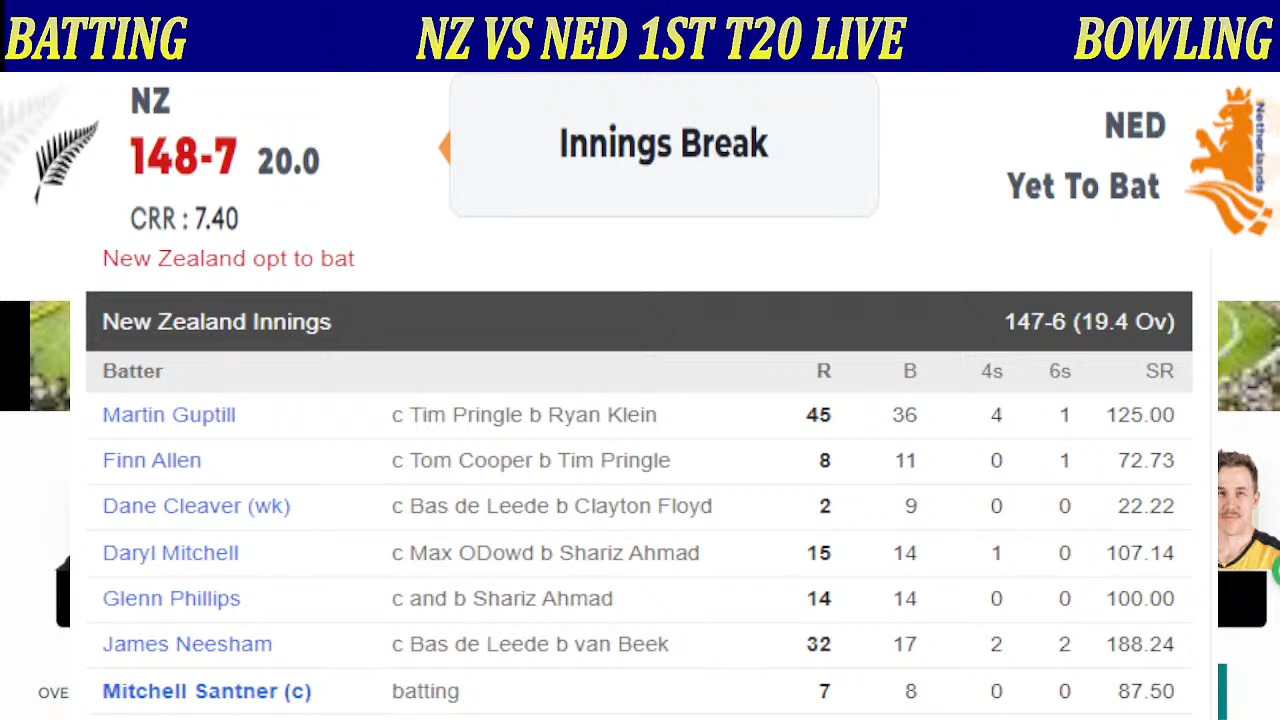 BATTING NZ VS NED 1ST T20 LIVE BOWLING
NZ
148-7 20.0
CRR : 7.40
Innings Break
NED
Yet To Bat
Netherlands
New Zealand opt to bat
New Zealand Innings 147-6 (19.4 Ov)
Batter R B 4s 6s SR
Martin Guptill c Tim Pringle b Ryan Klein 45 36 4 1 125.00
Finn Allen c Tom Cooper b Tim Pringle 8 11 0 1 72.73
Dane Cleaver (wk) c Bas de Leede b Clayton Floyd 2 9 0 0 22.22
Daryl Mitchell c Max ODowd b Shariz Ahmad 15 14 1 0 107.14
Glenn Phillips c and b Shariz Ahmad 14 14 0 0 100.00
James Neesham c Bas de Leede b van Beek 32 17 2 2 188.24
OVE
Mitchell Santner (c) batting 7 8 0 0 87.50